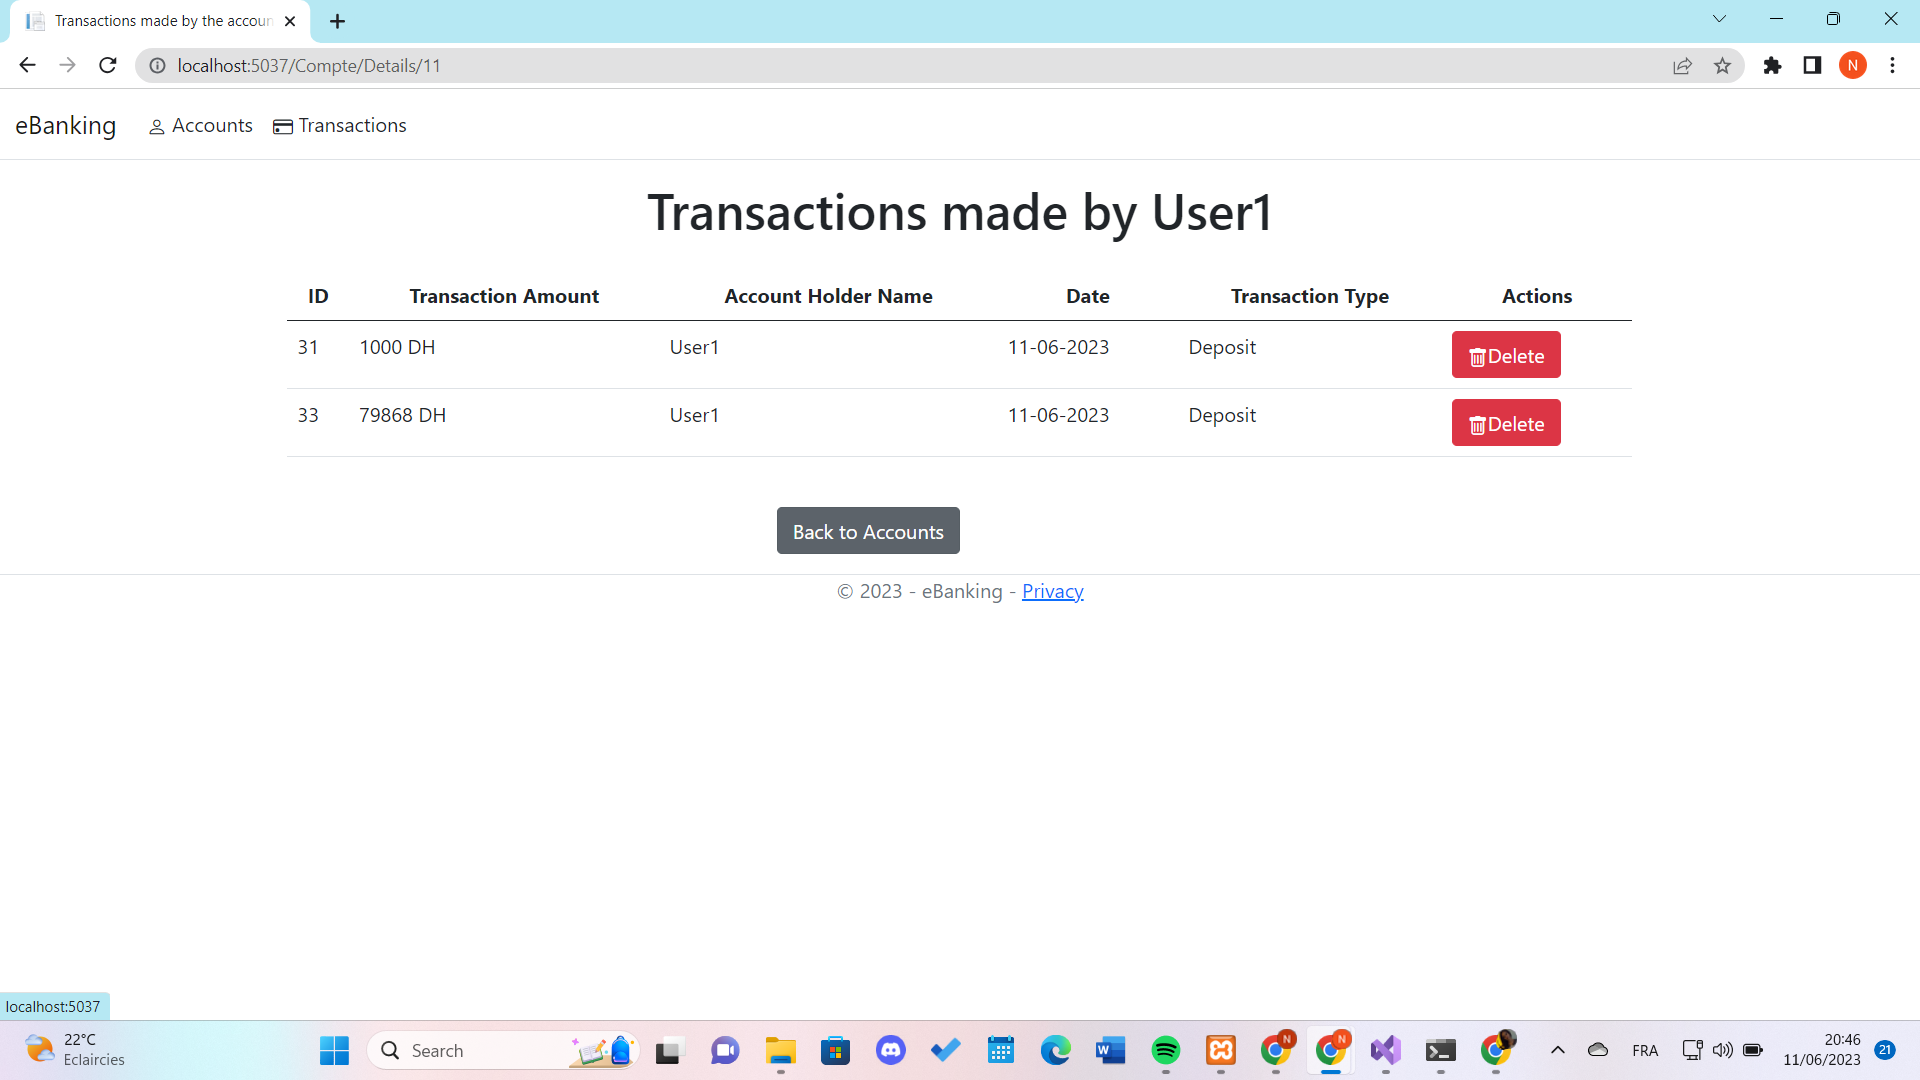 Transactions made by the accoun
localhost:5037/Compte/Details/11
N
eBanking Accounts Transactions
Transactions made by User1
ID Transaction Amount Account Holder Name Date Transaction Type Actions
31 1000 DH User1 11-06-2023 Deposit Delete
33 79868 DH User1 11-06-2023 Deposit Delete
Back to Accounts
© 2023 - eBanking - Privacy
localhost:5037
22°C
Eclaircies
Search
W
N
N
FRA
20:46
11/06/2023
21